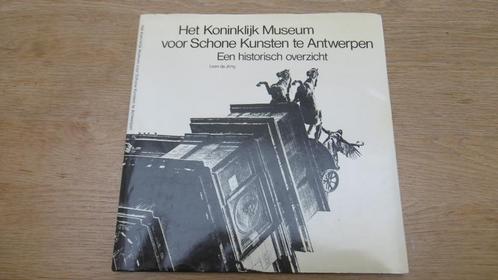 Het Koninklijk Museum
voor Schone Kunsten te Antwerpen
Een historisch overzicht
Leen de Jong